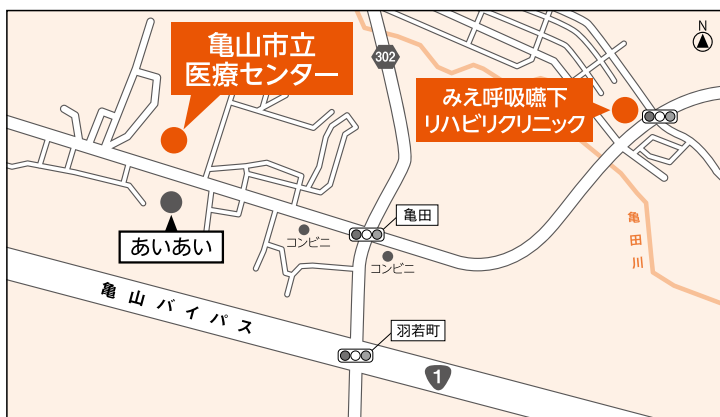 亀山市立
医療センター
302
N
みえ呼吸嚥下
リハビリクリニック
あいあい
コンビニ
亀田
コンビニ
亀田川
亀山バイパス
羽若町
1